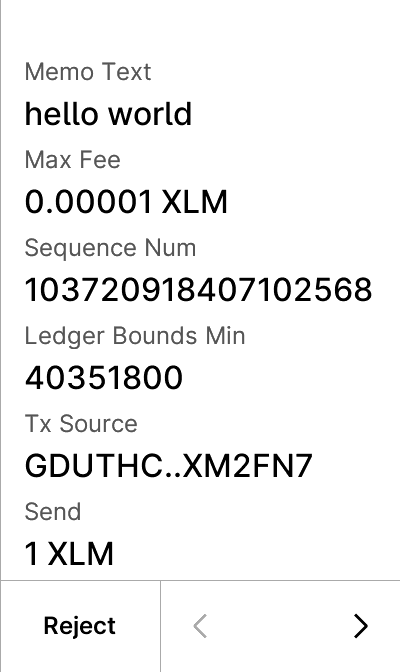 Memo Text
hello world
Max Fee
0.00001 XLM
Sequence Num
103720918407102568
Ledger Bounds Min
40351800
Tx Source
GDUTHC..XM2FN7
Send
1 XLM
Reject